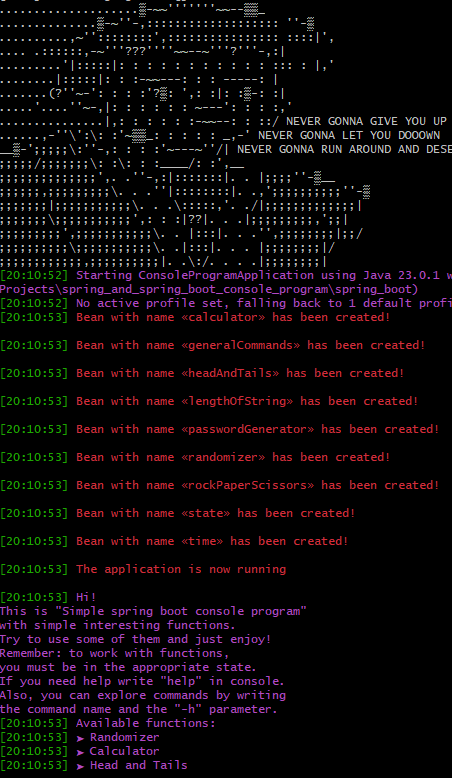 NEVER GONNA GIVE YOU UP
NEVER GONNA LET YOU DOOOWN
NEVER GONNA RUN AROUND AND DESE
[20:10:52] Starting ConsoleProgramApplication using Java 23.0.1 w
Projects\spring_and_spring_boot_console_program\spring_boot)
[20:10:52] No active profile set, falling back to 1 default profi
[20:10:53] Bean with name «calculator» has been created!
[20:10:53] Bean with name «generalCommands» has been created!
[20:10:53] Bean with name «headAndTails» has been created!
[20:10:53] Bean with name «lengthOfString» has been created!
[20:10:53] Bean with name «passwordGenerator» has been created!
[20:10:53] Bean with name «randomizer» has been created!
[20:10:53] Bean with name «rockPaperScissors» has been created!
[20:10:53] Bean with name «state» has been created!
[20:10:53] Bean with name «time» has been created!
[20:10:53] The application is now running
[20:10:53] Hi!
This is "Simple spring boot console program"
with simple interesting functions.
Try to use some of them and just enjoy!
Remember: to work with functions,
you must be in the appropriate state.
If you need help write "help" in console.
Also, you can explore commands by writing
the command name and the "-h" parameter.
[20:10:53] Available functions:
[20:10:53] ➤ Randomizer
[20:10:53] ➤ Calculator
[20:10:53] ➤ Head and Tails